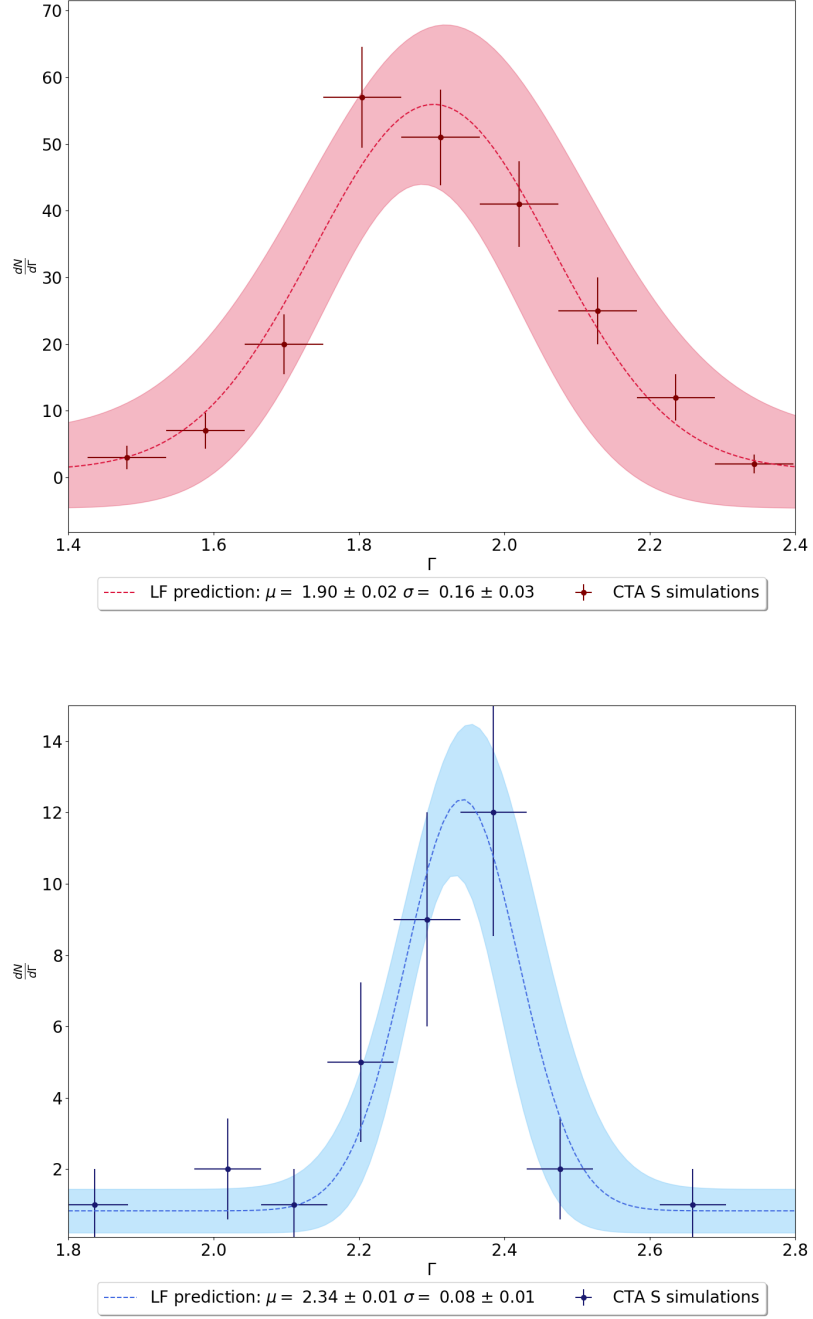 70
60
50
40
30
20
10
0
dN
dΓ
1.4 1.6 1.8 2.0 2.2 2.4
Γ
LF prediction: μ = 1.90 ± 0.02 σ = 0.16 ± 0.03 CTA S simulations
14
12
10
8
6
4
2
dN
dΓ
1.8 2.0 2.2 2.4 2.6 2.8
Γ
LF prediction: μ = 2.34 ± 0.01 σ = 0.08 ± 0.01 CTA S simulations